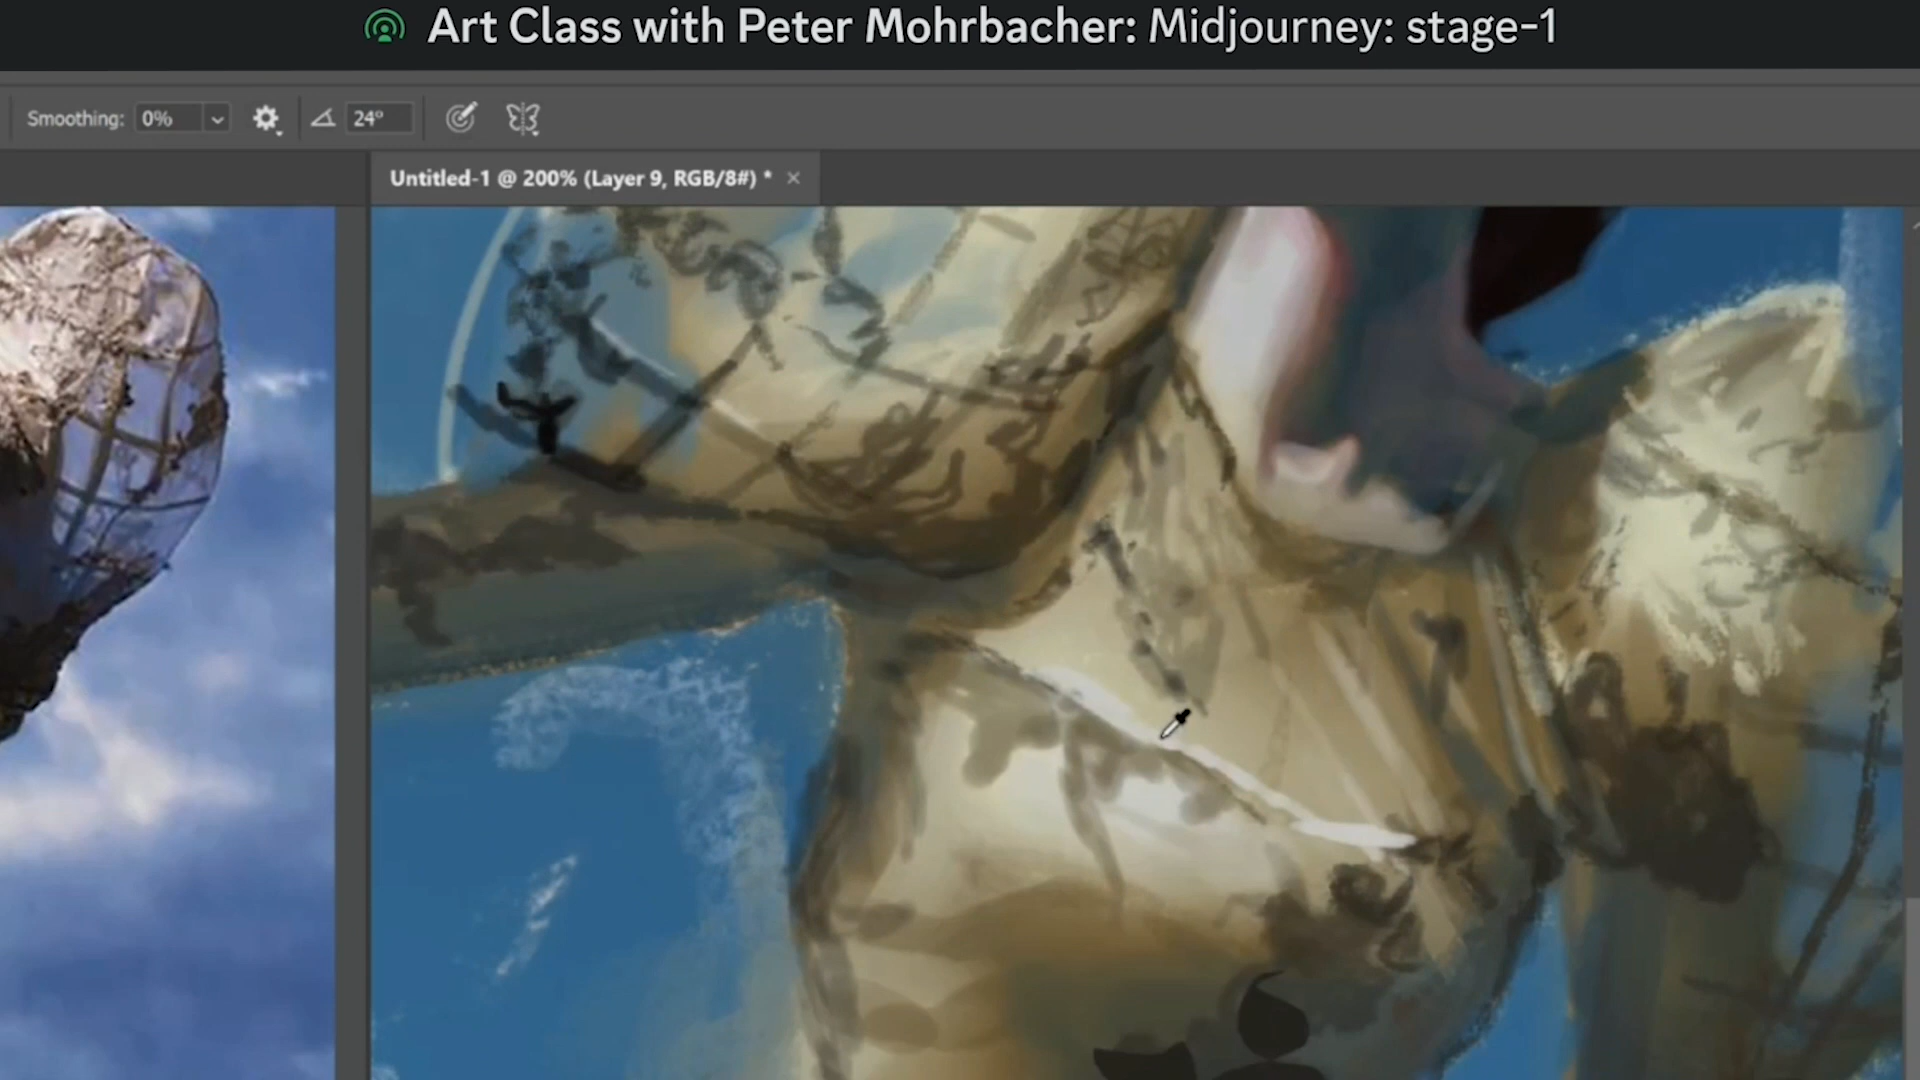 Art Class with Peter Mohrbacher: Midjourney: stage-1
Smoothing: 0% 24°
Untitled-1 @ 200% (Layer 9, RGB/8#) * ×